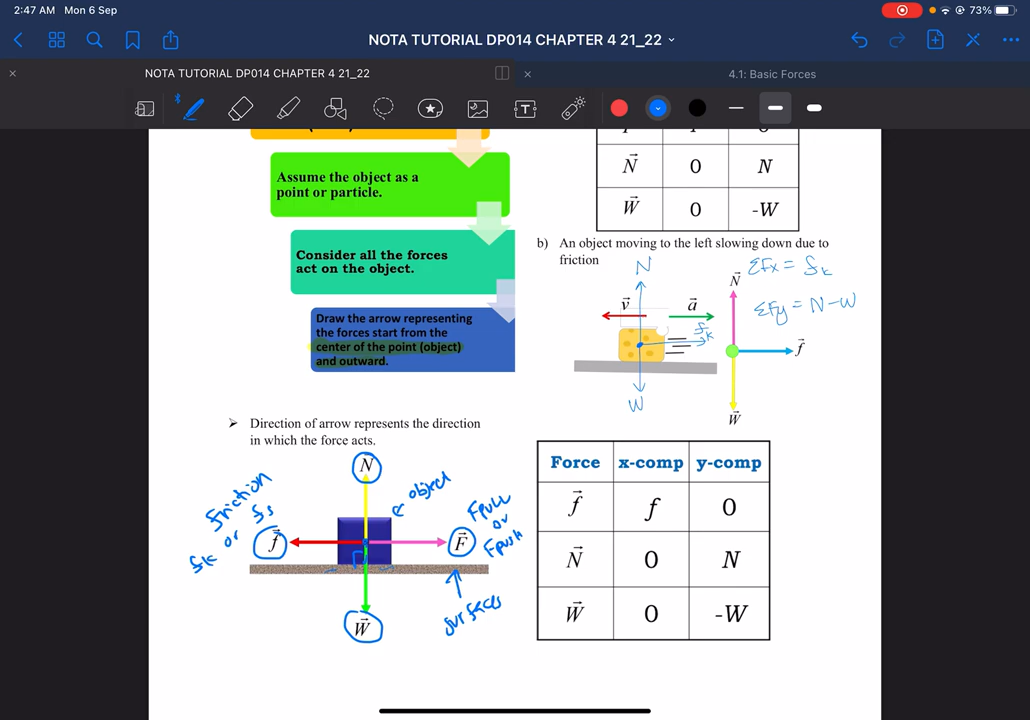 2:47 AM Mon 6 Sep
73%
NOTA TUTORIAL DP014 CHAPTER 4 21_22
NOTA TUTORIAL DP014 CHAPTER 4 21_22
4.1: Basic Forces
Assume the object as a
point or particle.
Consider all the forces
act on the object.
Draw the arrow representing
the forces start from the
center of the point (object)
and outward.
➢ Direction of arrow represents the direction
in which the force acts.
N
object
Friction
fs
or
fk
f
F
Fpull
or
Fpush
surfaces
W
N 0 N
W 0 -W
b) An object moving to the left slowing down due to
friction
N
ΣFx = fk
ΣFy = N-W
v
a
fk
W
N
f
W
Force x-comp y-comp
f f 0
N 0 N
W 0 -W